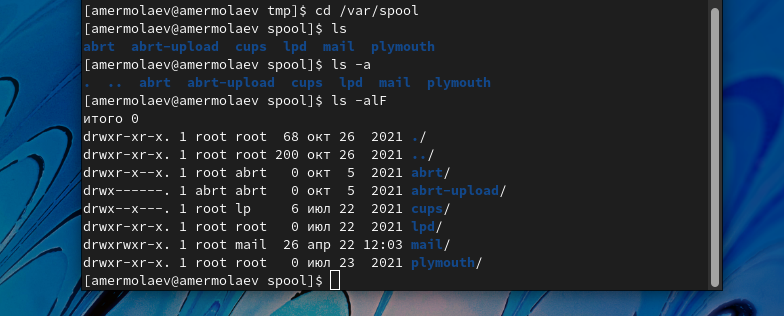 [amermolaev@amermolaev tmp]$ cd /var/spool
[amermolaev@amermolaev spool]$ ls
abrt  abrt-upload  cups  lpd  mail  plymouth
[amermolaev@amermolaev spool]$ ls -a
.  ..  abrt  abrt-upload  cups  lpd  mail  plymouth
[amermolaev@amermolaev spool]$ ls -alF
итого 0
drwxr-xr-x. 1 root root  68 окт 26  2021 ./
drwxr-xr-x. 1 root root 200 окт 26  2021 ../
drwxr-x--x. 1 root abrt   0 окт  5  2021 abrt/
drwx------. 1 abrt abrt   0 окт  5  2021 abrt-upload/
drwx--x---. 1 root lp     6 июл 22  2021 cups/
drwxr-xr-x. 1 root root   0 июл 22  2021 lpd/
drwxrwxr-x. 1 root mail  26 апр 22 12:03 mail/
drwxr-xr-x. 1 root root   0 июл 23  2021 plymouth/
[amermolaev@amermolaev spool]$